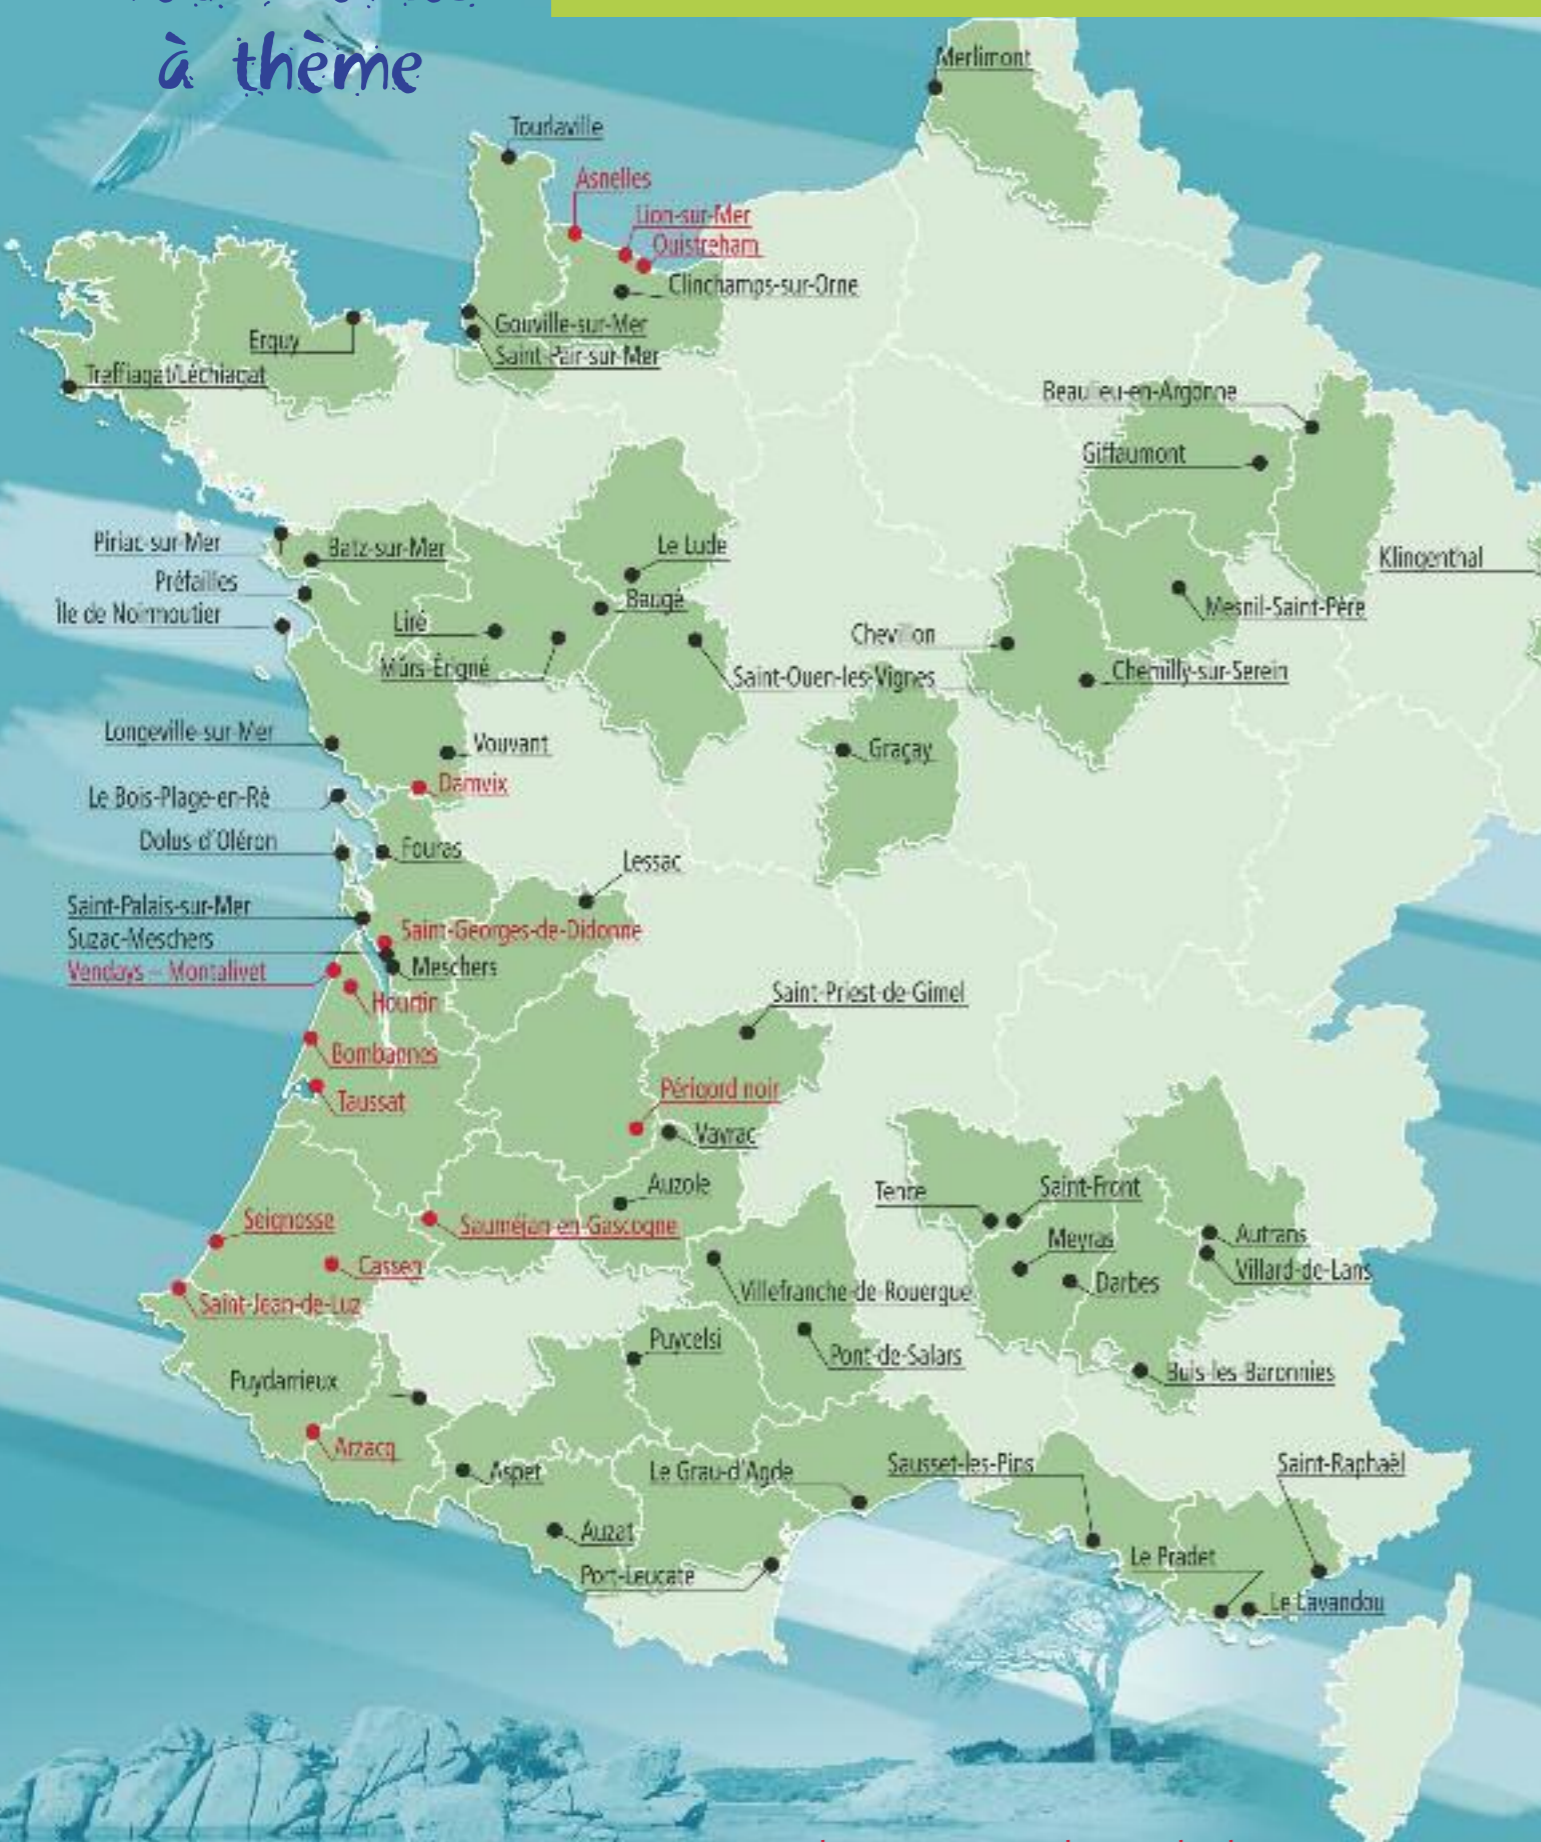 à thème
Merlimont
Tourlaville
Asnelles
Lion-sur-Mer
Ouistreham
Clinchamps-sur-Orne
Gouville-sur-Mer
Erquy
Saint-Pair-sur-Mer
Treffiagat/Léchiagat
Beaulieu-en-Argonne
Giffaumont
Piriac-sur-Mer
Batz-sur-Mer
Le Lude
Klingenthal
Préfailles
Baugé
Mesnil-Saint-Père
Île de Noirmoutier
Liré
Chevillon
Mûrs-Érigné
Saint-Ouen-les-Vignes
Chemilly-sur-Serein
Longeville-sur-Mer
Vouvant
Graçay
Damvix
Le Bois-Plage-en-Ré
Dolus-d'Oléron
Fouras
Lessac
Saint-Palais-sur-Mer
Saint-Georges-de-Didonne
Suzac-Meschers
Meschers
Vendays – Montalivet
Hourtin
Saint-Priest-de-Gimel
Bombannes
Taussat
Périgord noir
Vayrac
Auzole
Tence
Saint-Front
Seignosse
Sauméjan-en-Gascogne
Meyras
Autrans
Cassen
Darbes
Villard-de-Lans
Saint-Jean-de-Luz
Villefranche-de-Rouergue
Puycelsi
Pont-de-Salars
Puydarrieux
Buis-les-Baronnies
Arzacq
Aspet
Le Grau-d'Agde
Sausset-les-Pins
Saint-Raphaël
Auzat
Le Pradet
Port-Leucate
Le Lavandou